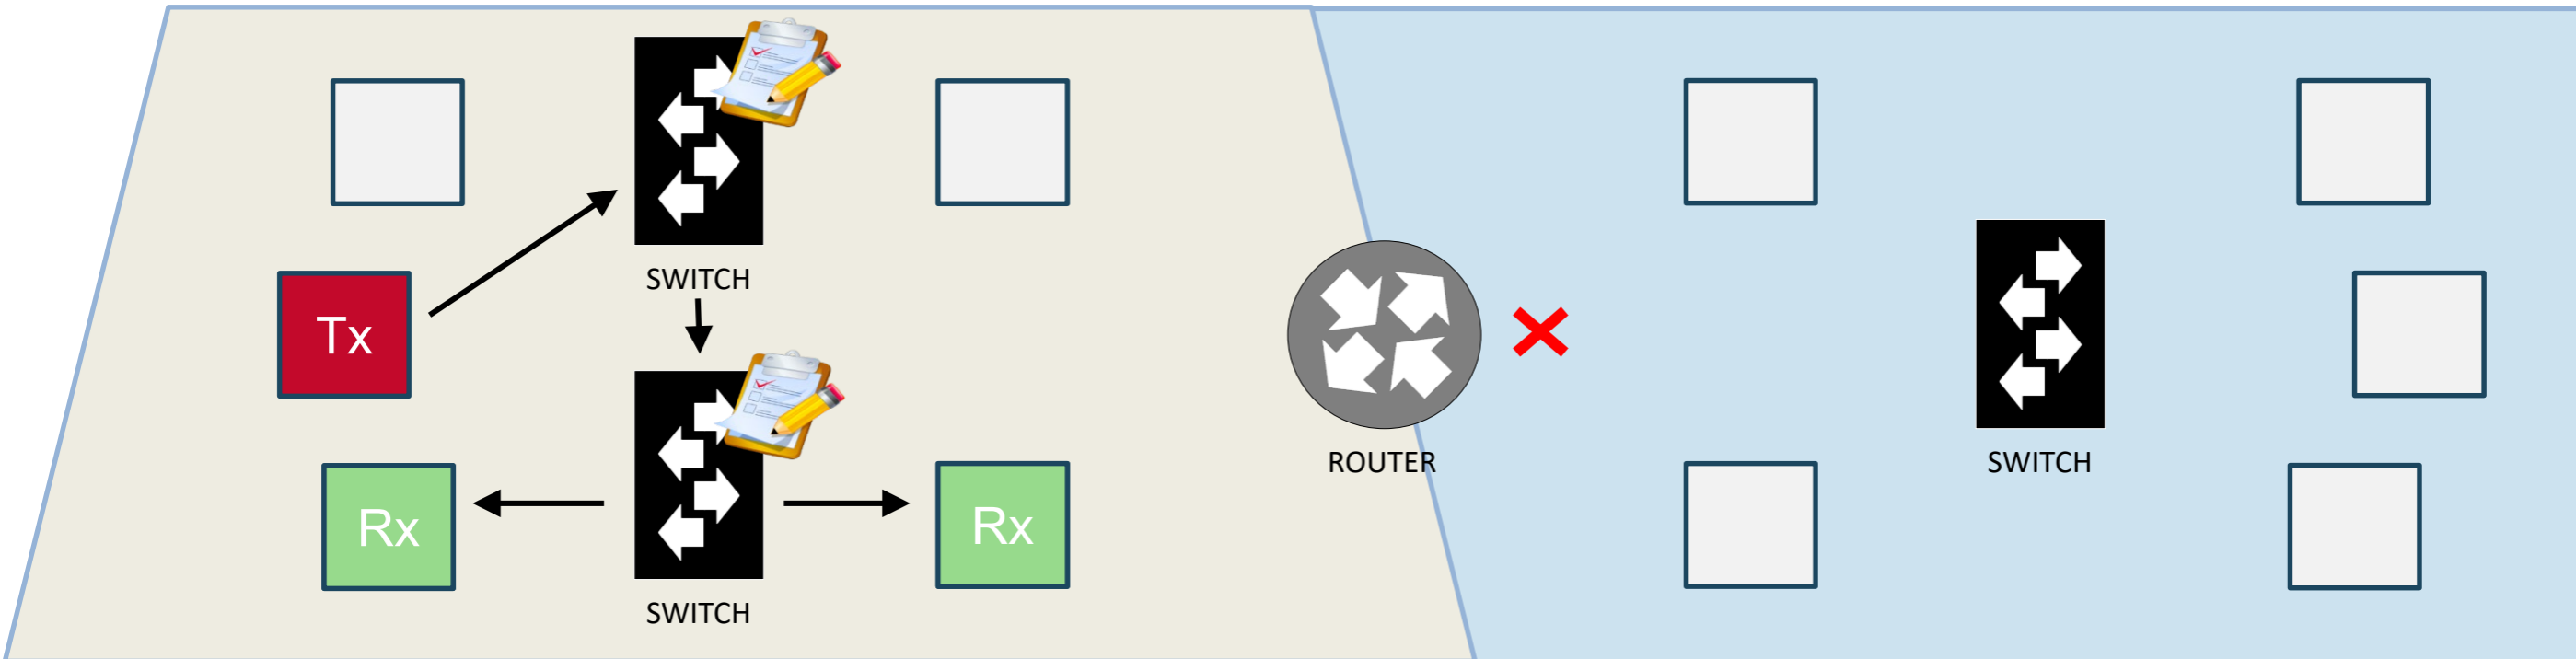 SWITCH
Tx
ROUTER
SWITCH
Rx
Rx
SWITCH